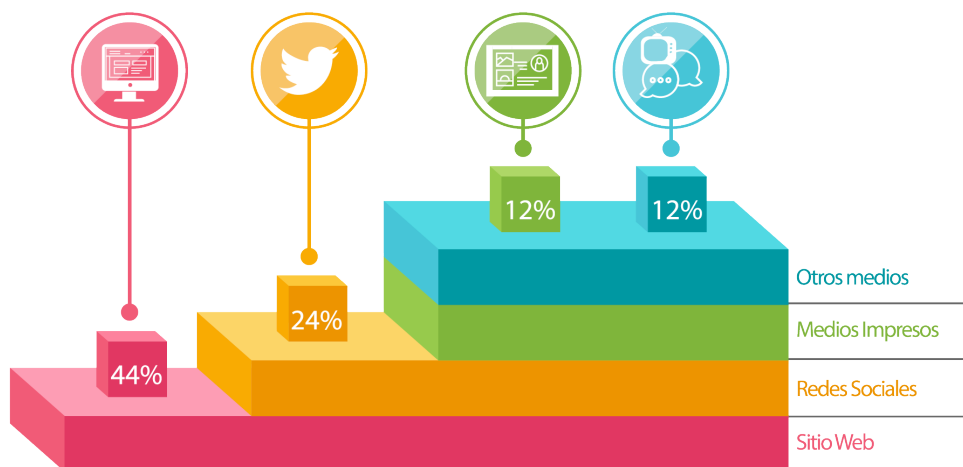 12%
12%
24%
44%
Otros medios
Medios Impresos
Redes Sociales
Sitio Web